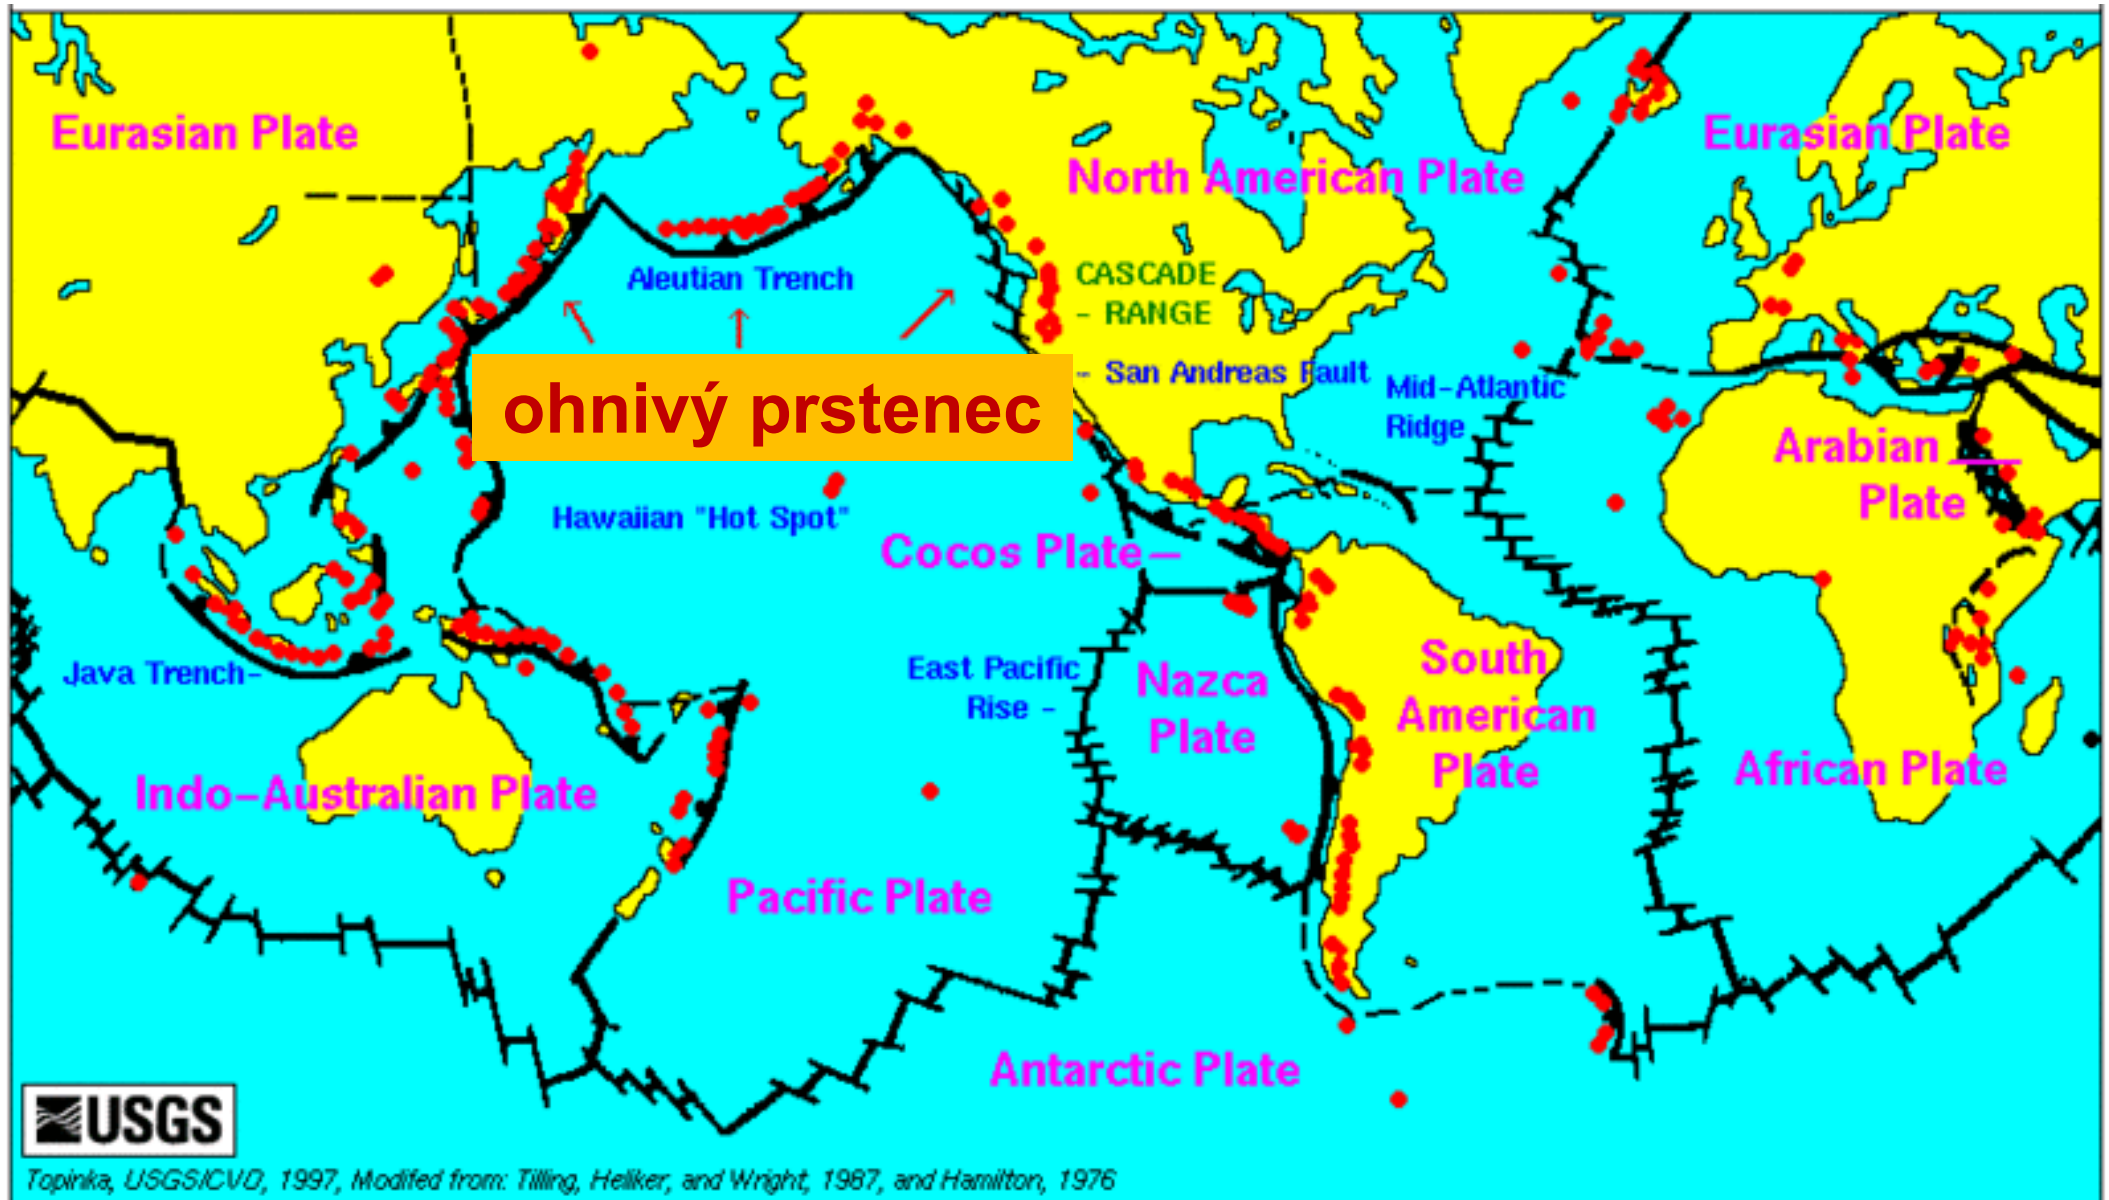 Eurasian Plate
Eurasian Plate
North American Plate
Aleutian Trench
CASCADE
- RANGE
- San Andreas Fault
ohnivý prstenec
Mid-Atlantic
Ridge
Arabian
Plate
Hawaiian "Hot Spot"
Cocos Plate
Java Trench-
East Pacific
Rise -
Nazca
Plate
South
American
Plate
African Plate
Indo-Australian Plate
Pacific Plate
Antarctic Plate
USGS
Topinka, USGS/CVO, 1997, Modifed from: Tilling, Heliker, and Wright, 1987, and Hamilton, 1976